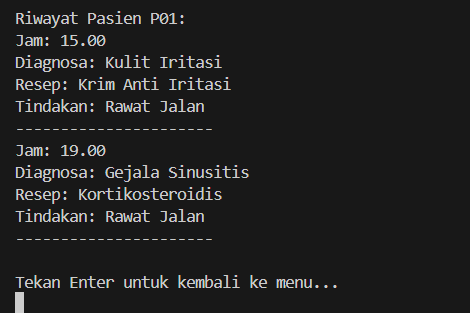 Riwayat Pasien P01:
Jam: 15.00
Diagnosa: Kulit Iritasi
Resep: Krim Anti Iritasi
Tindakan: Rawat Jalan
----------------------
Jam: 19.00
Diagnosa: Gejala Sinusitis
Resep: Kortikosteroidis
Tindakan: Rawat Jalan
----------------------
Tekan Enter untuk kembali ke menu...